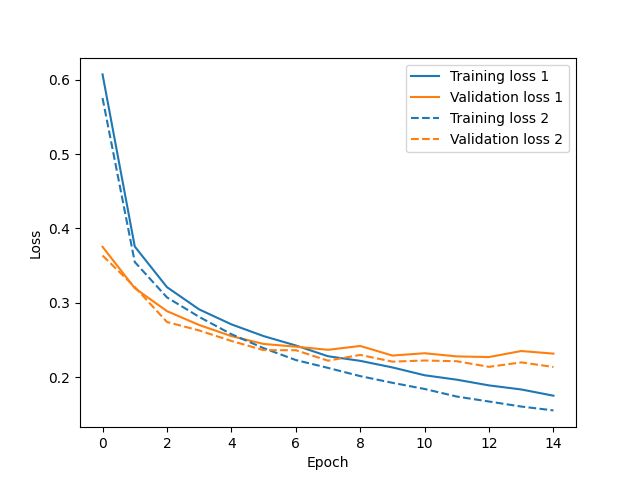 Training loss 1
Validation loss 1
Training loss 2
Validation loss 2
0.6
0.5
0.4
0.3
0.2
Loss
0 2 4 6 8 10 12 14
Epoch